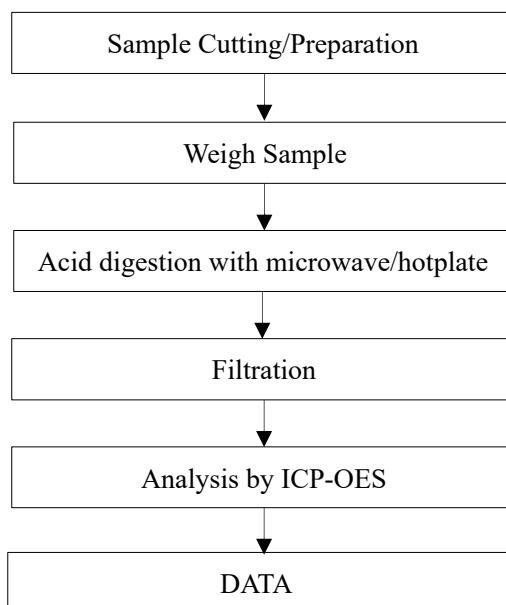 Sample Cutting/Preparation
Weigh Sample
Acid digestion with microwave/hotplate
Filtration
Analysis by ICP-OES
DATA